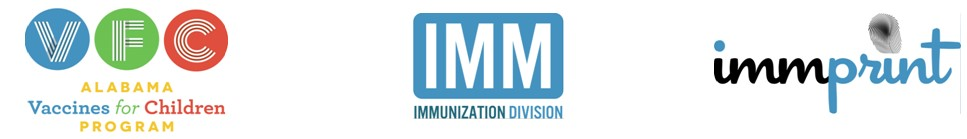 VFC
ALABAMA
Vaccines for Children
PROGRAM
IMM
IMMUNIZATION DIVISION
immprint